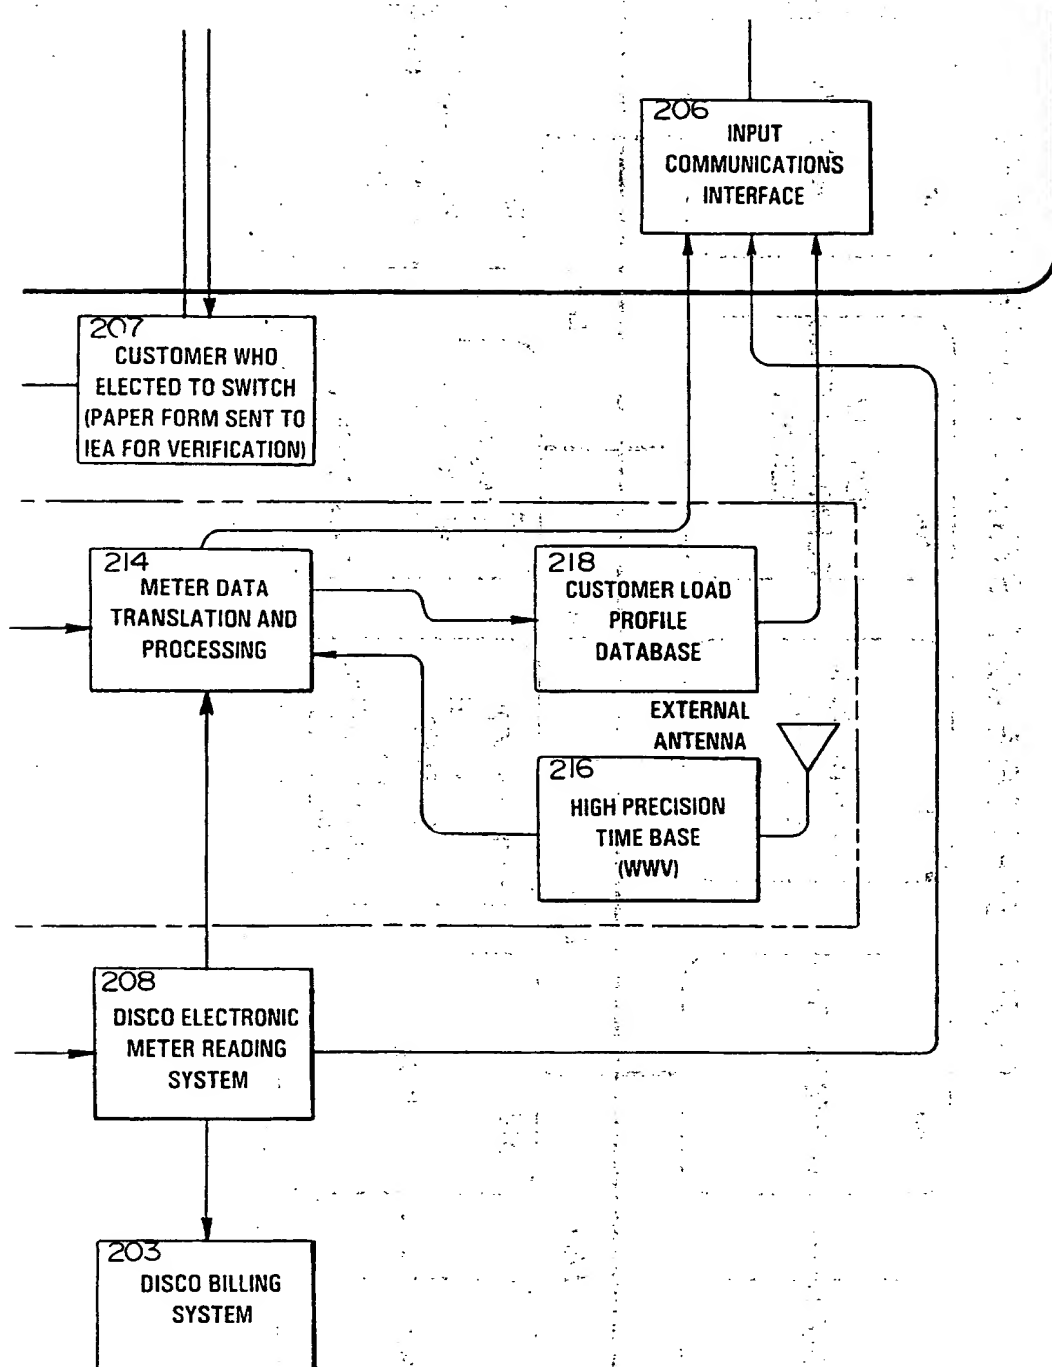 206
INPUT
COMMUNICATIONS
INTERFACE
207
CUSTOMER WHO
ELECTED TO SWITCH
(PAPER FORM SENT TO
IEA FOR VERIFICATION)
214
METER DATA
TRANSLATION AND
PROCESSING
218
CUSTOMER LOAD
PROFILE
DATABASE
EXTERNAL
ANTENNA
216
HIGH PRECISION
TIME BASE
(WWV)
208
DISCO ELECTRONIC
METER READING
SYSTEM
203
DISCO BILLING
SYSTEM